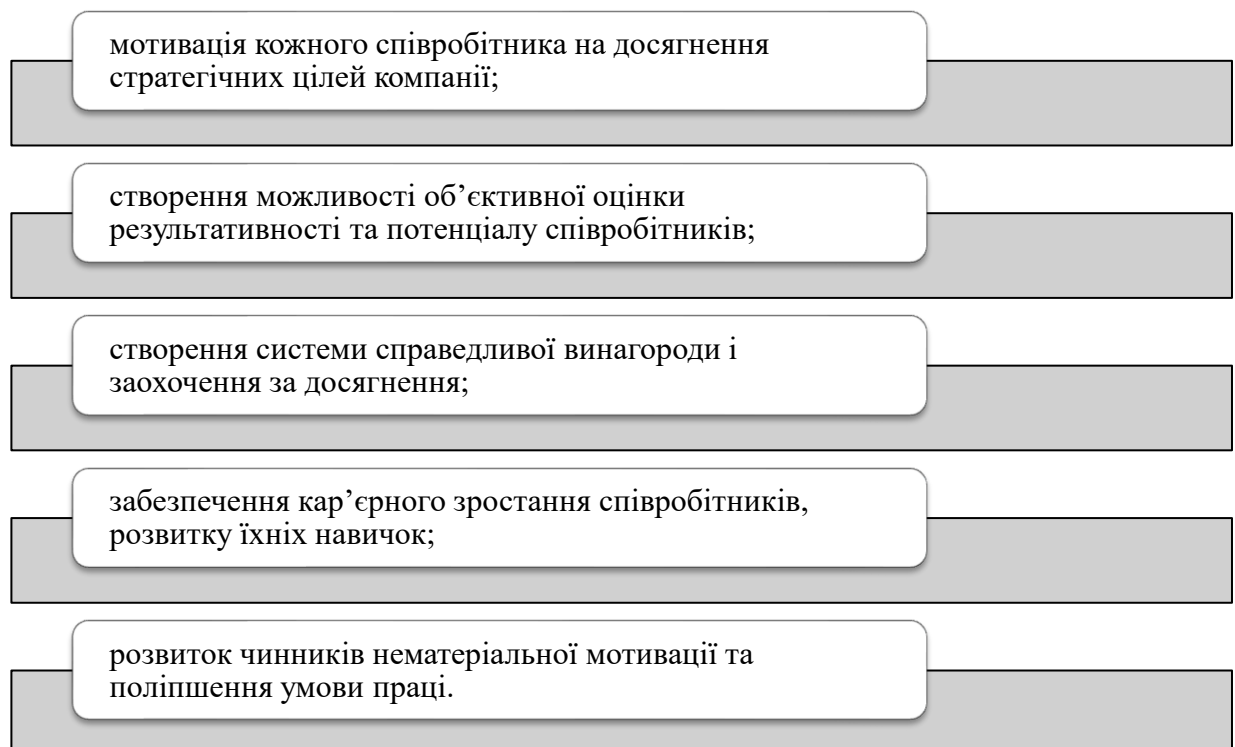 мотивація кожного співробітника на досягнення
стратегічних цілей компанії;
створення можливості об’єктивної оцінки
результативності та потенціалу співробітників;
створення системи справедливої винагороди і
заохочення за досягнення;
забезпечення кар’єрного зростання співробітників,
розвитку їхніх навичок;
розвиток чинників нематеріальної мотивації та
поліпшення умови праці.